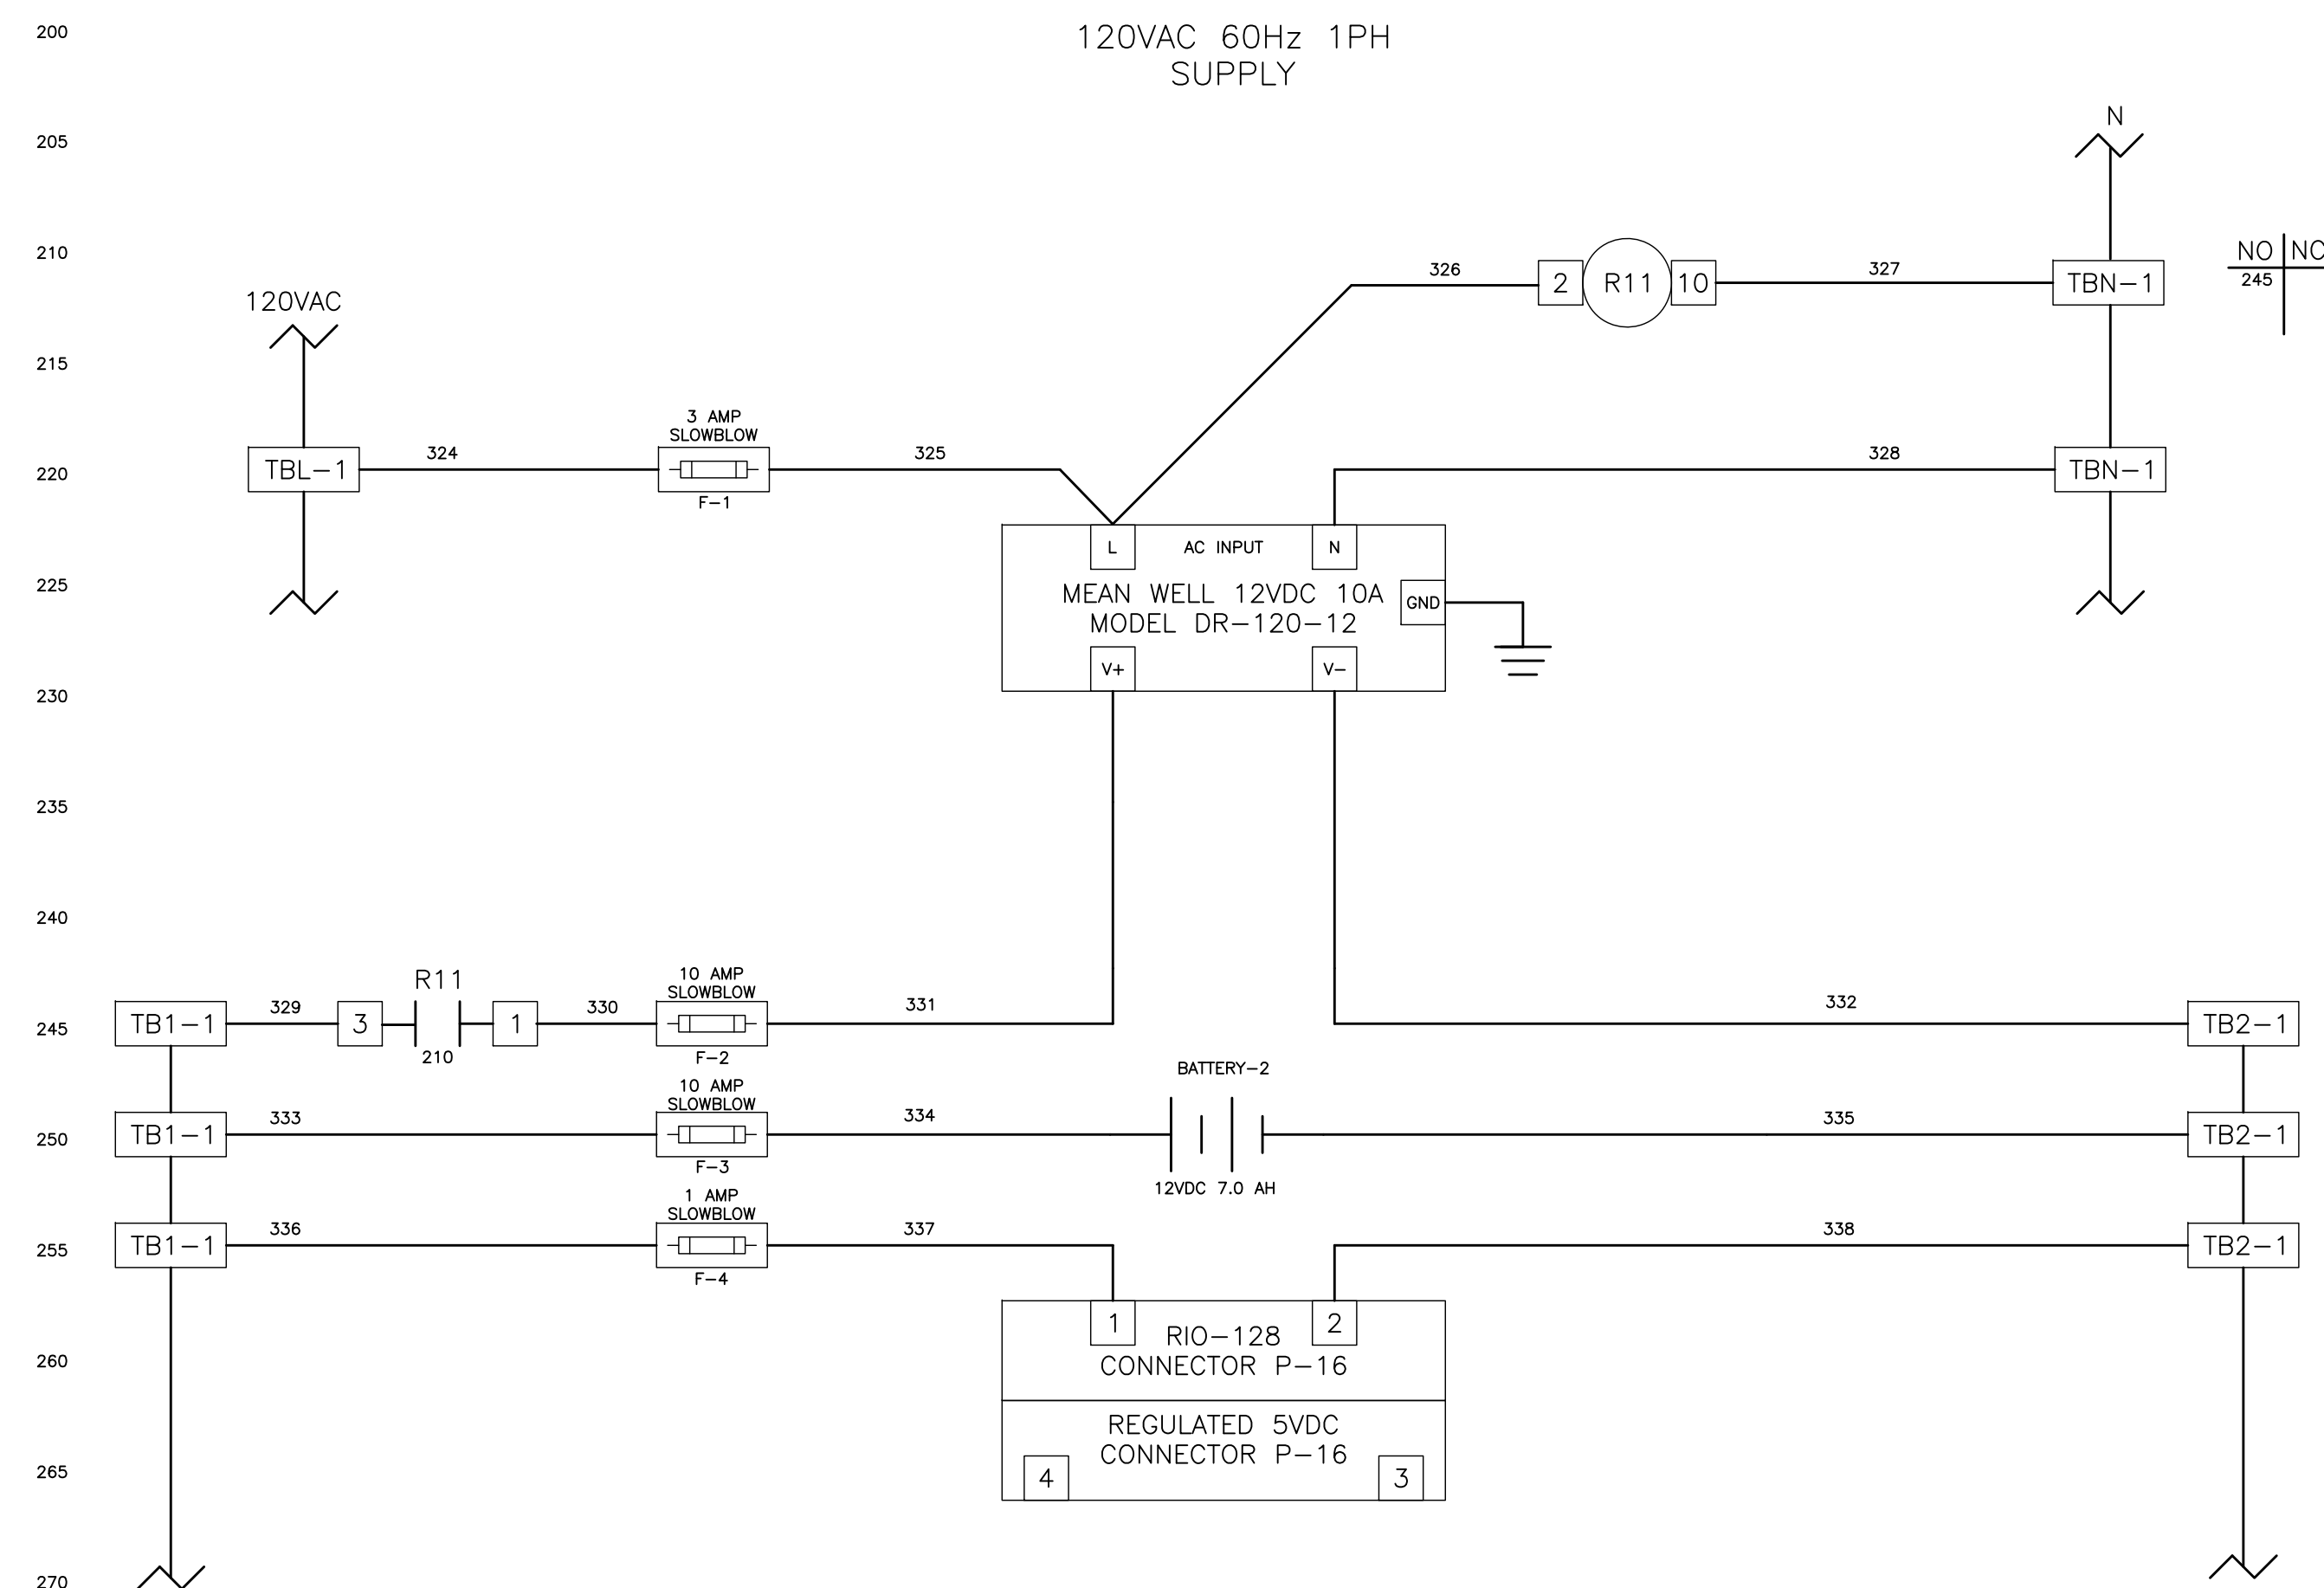 200
120VAC 60Hz 1PH
SUPPLY
N
205
326
2
R11
10
327
TBN-1
210
NO
NC
245
120VAC
215
3 AMP
SLOWBLOW
324
325
328
TBL-1
TBN-1
220
F-1
L
AC INPUT
N
225
MEAN WELL 12VDC 10A
GND
MODEL DR-120-12
V+
V-
230
235
240
R11
10 AMP
SLOWBLOW
329
330
331
332
TB1-1
3
1
TB2-1
245
210
F-2
BATTERY-2
10 AMP
SLOWBLOW
333
334
335
TB1-1
TB2-1
250
F-3
12VDC 7.0 AH
1 AMP
SLOWBLOW
336
337
338
TB1-1
TB2-1
255
F-4
1
2
RIO-128
CONNECTOR P-16
260
REGULATED 5VDC
CONNECTOR P-16
265
4
3
270